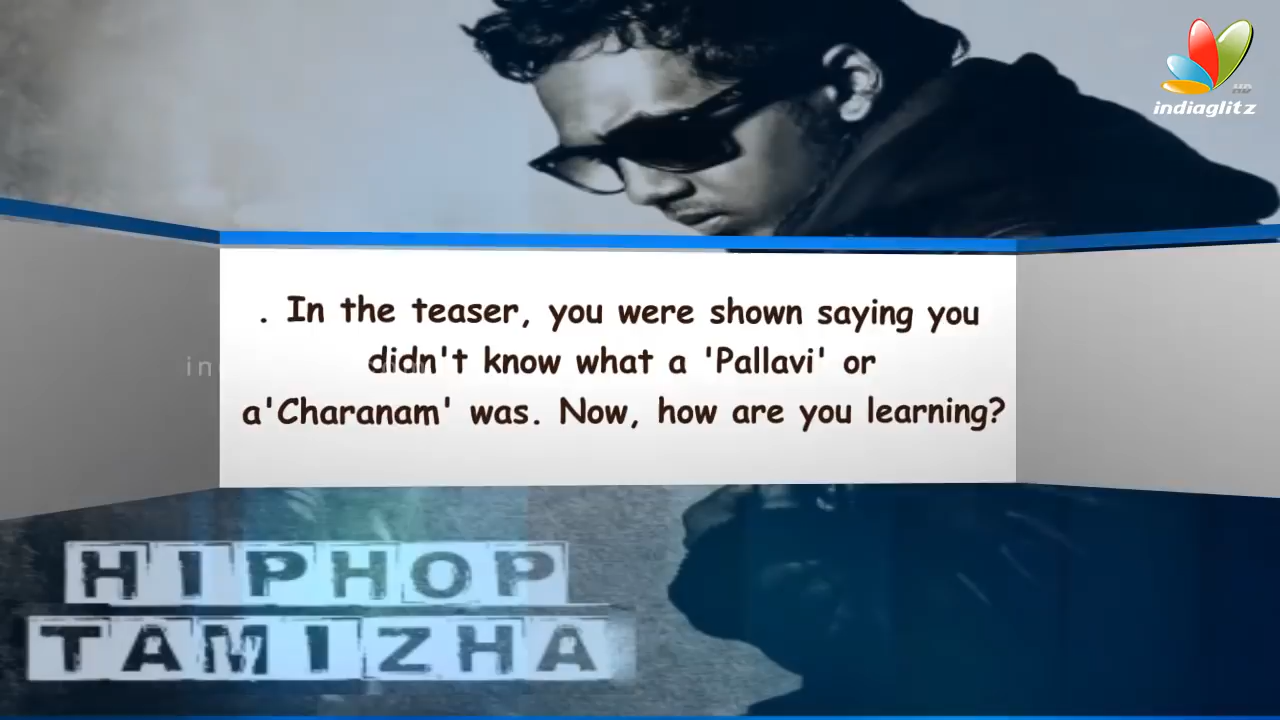 HD
indiaglitz
. In the teaser, you were shown saying you
didn't know what a 'Pallavi' or
a'Charanam' was. Now, how are you learning?
HIPHOP
TAMIZHA